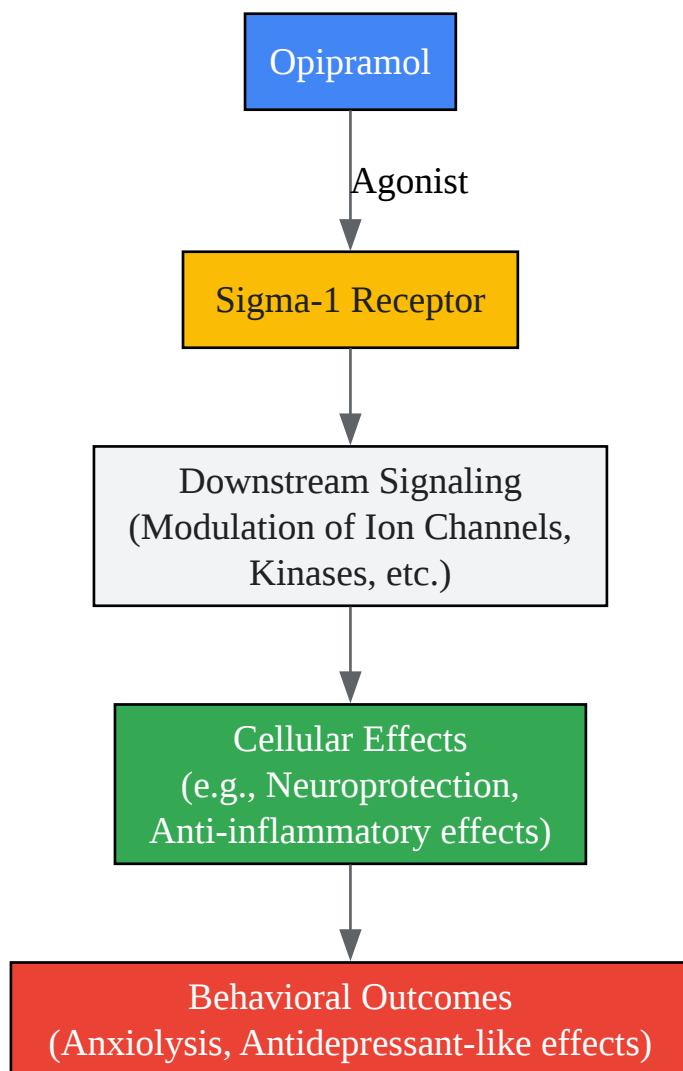 Opipramol
Agonist
Sigma-1 Receptor
Downstream Signaling
(Modulation of Ion Channels,
Kinases, etc.)
Cellular Effects
(e.g., Neuroprotection,
Anti-inflammatory effects)
Behavioral Outcomes
(Anxiolysis, Antidepressant-like effects)